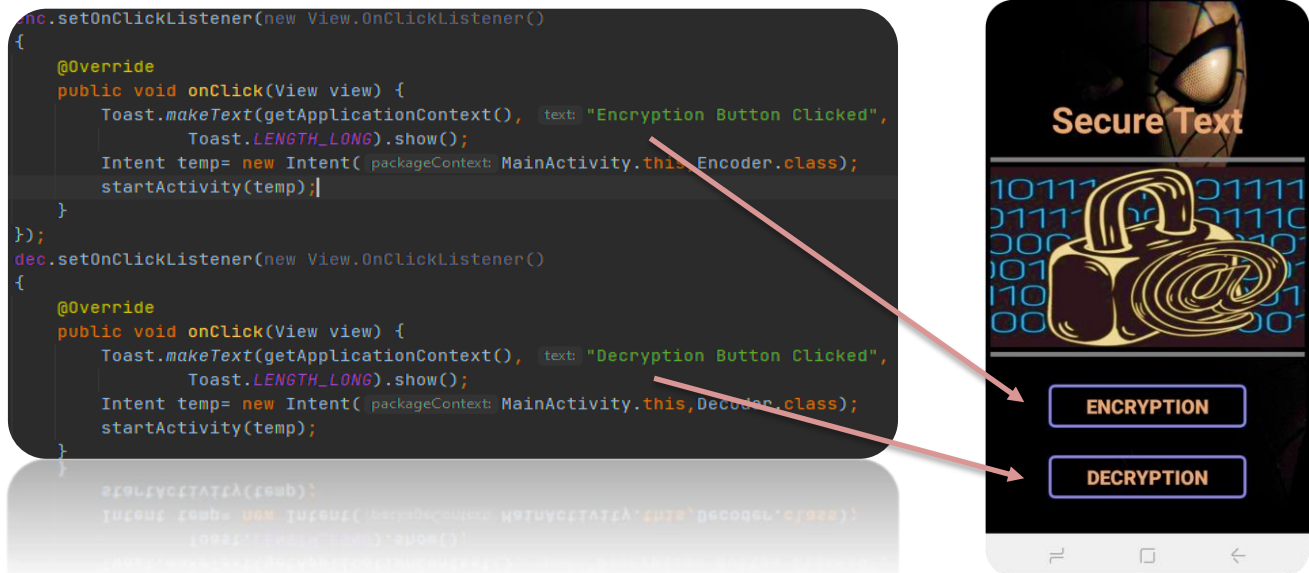 enc.setOnClickListener(new View.OnClickListener()
{
@Override
public void onClick(View view) {
Toast.makeText(getApplicationContext(), text: "Encryption Button Clicked",
Toast.LENGTH_LONG).show();
Intent temp= new Intent( packageContext: MainActivity.this,Encoder.class);
startActivity(temp);
}
});
dec.setOnClickListener(new View.OnClickListener()
{
@Override
public void onClick(View view) {
Toast.makeText(getApplicationContext(), text: "Decryption Button Clicked",
Toast.LENGTH_LONG).show();
Intent temp= new Intent( packageContext: MainActivity.this,Decoder.class);
startActivity(temp);
}
Secure Text
ENCRYPTION
DECRYPTION